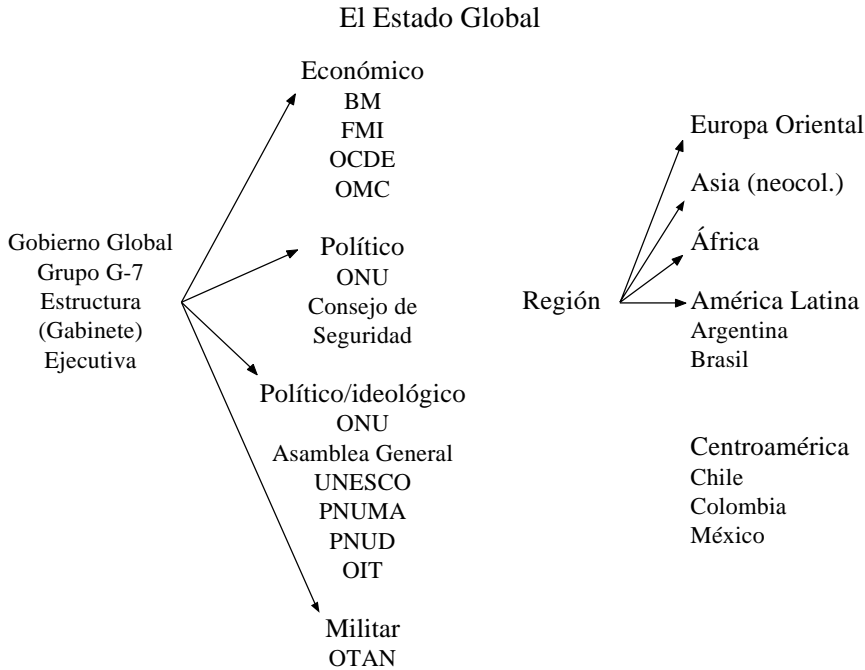 El Estado Global
Gobierno Global
Grupo G-7
Estructura
(Gabinete)
Ejecutiva
Económico
BM
FMI
OCDE
OMC
Político
ONU
Consejo de
Seguridad
Político/ideológico
ONU
Asamblea General
UNESCO
PNUMA
PNUD
OIT
Militar
OTAN
Región
Europa Oriental
Asia (neocol.)
África
América Latina
Argentina
Brasil
Centroamérica
Chile
Colombia
México